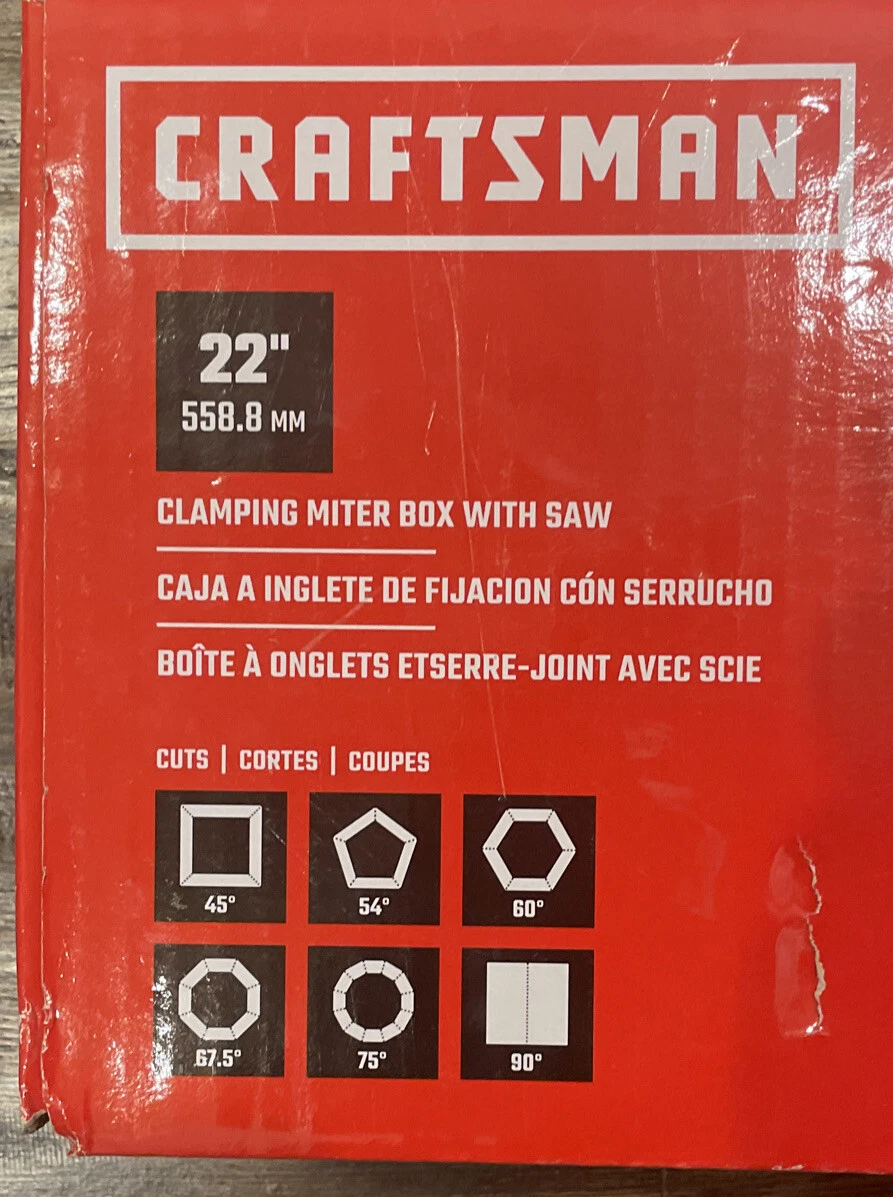 CRAFTSMAN
22"
558.8 MM
CLAMPING MITER BOX WITH SAW
CAJA A INGLETE DE FIJACION CÓN SERRUCHO
BOÎTE À ONGLETS ETSERRE-JOINT AVEC SCIE
CUTS | CORTES | COUPES
45° 54° 60°
67.5° 75° 90°